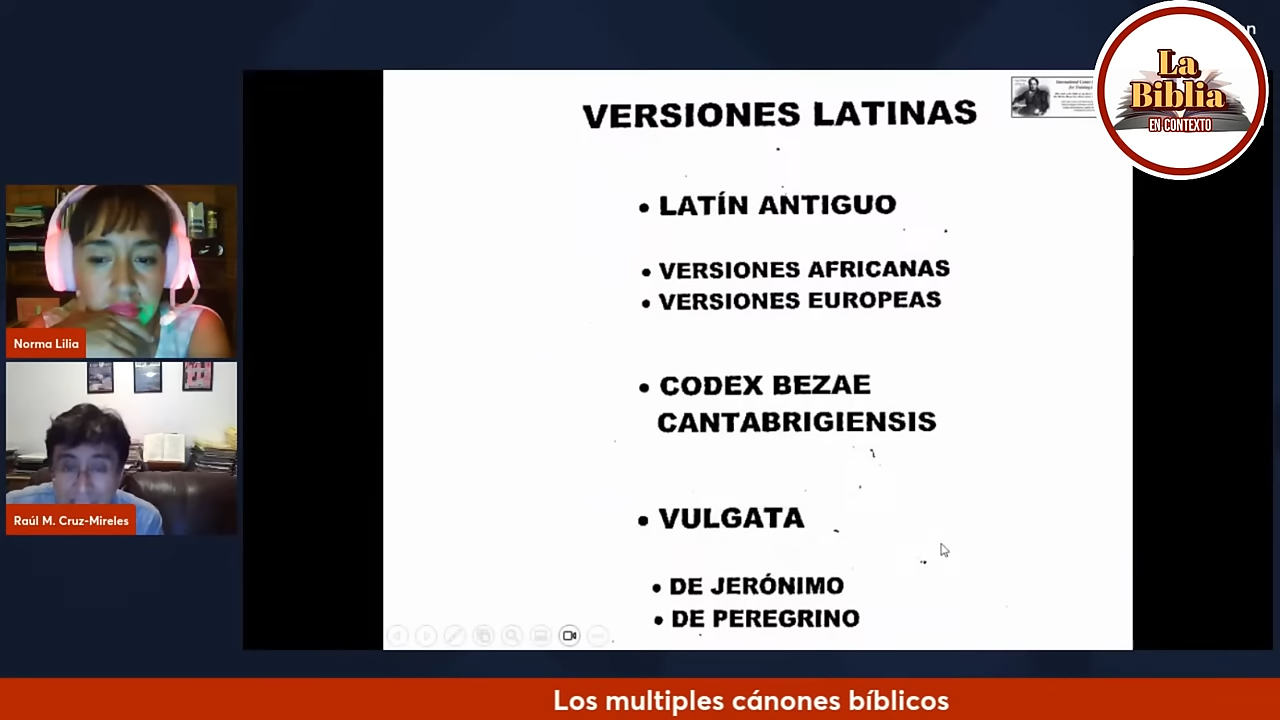 VERSIONES LATINAS
• LATÍN ANTIGUO
• VERSIONES AFRICANAS
• VERSIONES EUROPEAS
• CODEX BEZAE
CANTABRIGIENSIS
• VULGATA
• DE JERÓNIMO
• DE PEREGRINO
La
Biblia
EN CONTEXTO
Norma Lilia
Raúl M. Cruz-Mireles
Los multiples cánones bíblicos